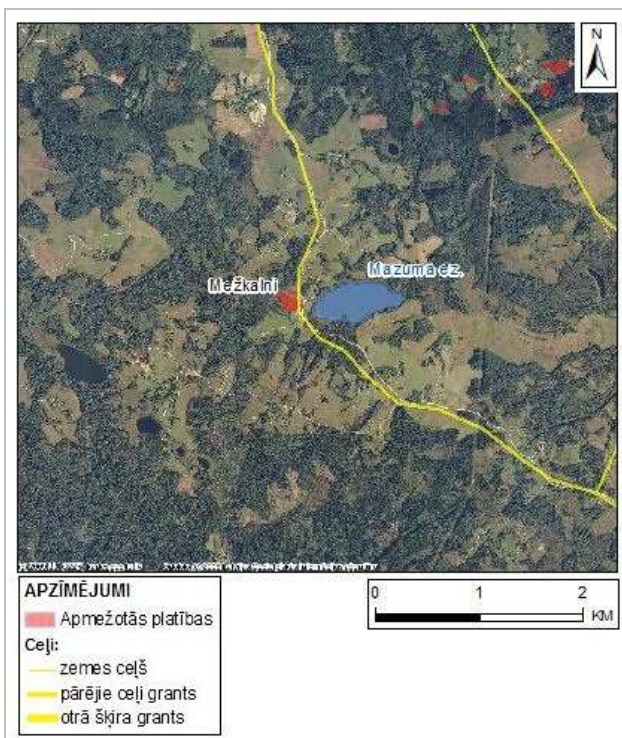 N
Mežkalni
Mazuma ez.
APZĪMĒJUMI
Apmežotās platības
Ceļi:
zemes ceļš
pārējie ceļi grants
otrā šķira grants
0 1 2
KM